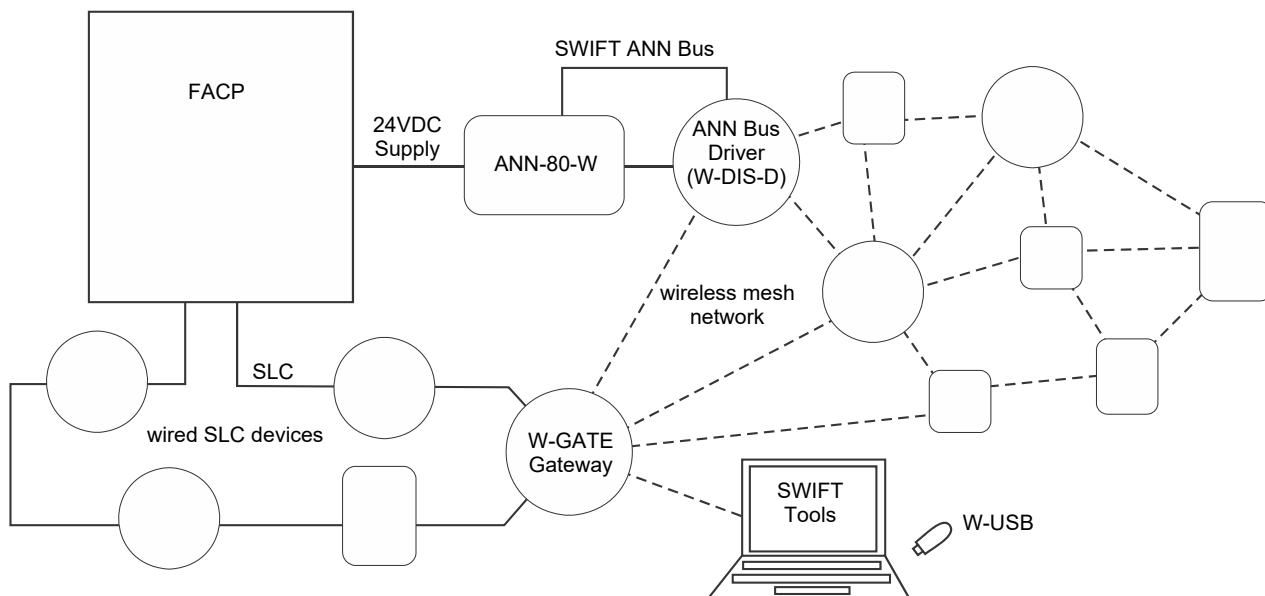 SWIFT ANN Bus
FACP
24VDC
Supply
ANN-80-W
ANN Bus
Driver
(W-DIS-D)
wireless mesh
network
SLC
wired SLC devices
W-GATE
Gateway
SWIFT
Tools
W-USB